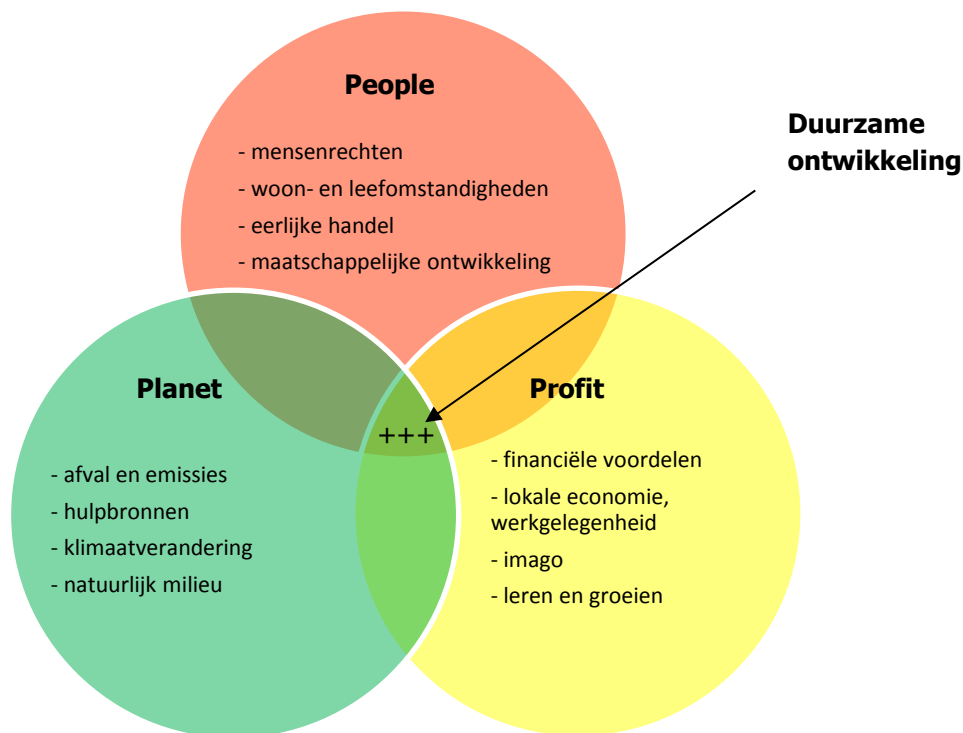 People
- mensenrechten
- woon- en leefomstandigheden
- eerlijke handel
- maatschappelijke ontwikkeling
Duurzame
ontwikkeling
Planet
- afval en emissies
- hulpbronnen
- klimaatverandering
- natuurlijk milieu
+++
Profit
- financiële voordelen
- lokale economie,
werkgelegenheid
- imago
- leren en groeien